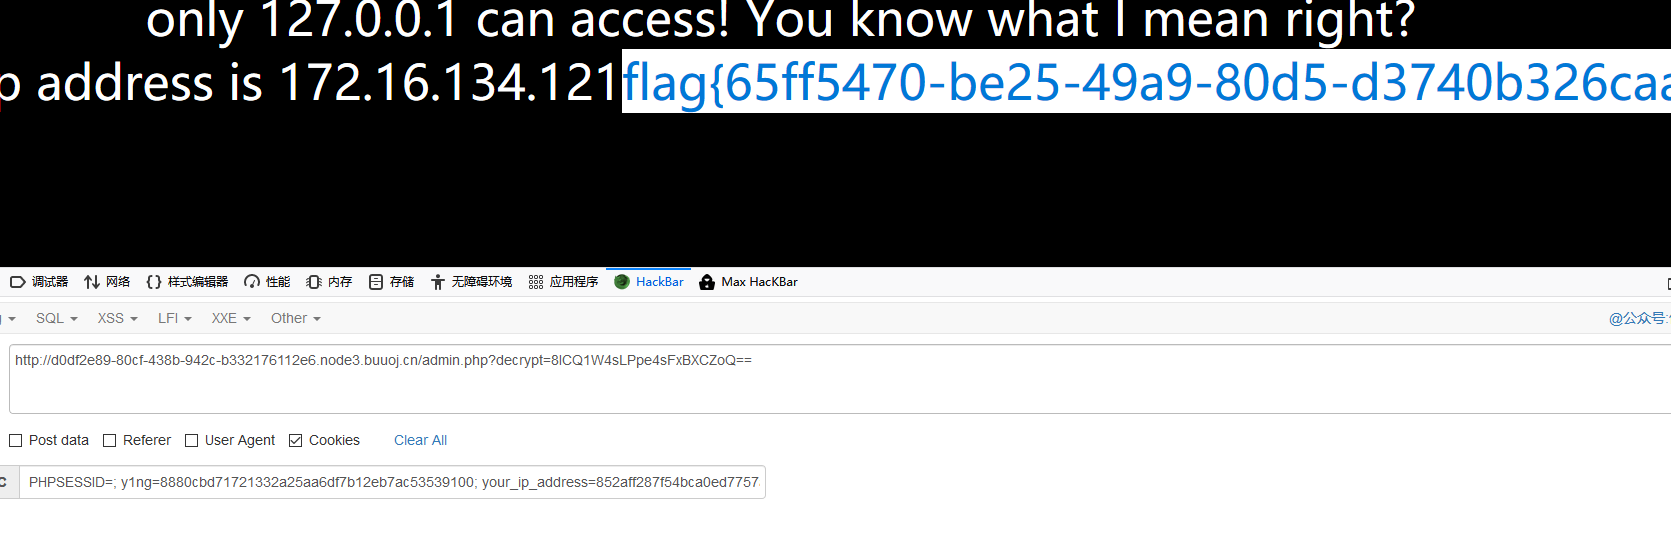 only 127.0.0.1 can access! You know what I mean right?
p address is 172.16.134.121flag{65ff5470-be25-49a9-80d5-d3740b326caa
调试器 网络 样式编辑器 性能 内存 存储 无障碍环境 应用程序 HackBar Max HacKBar
SQL XSS LFI XXE Other @公众号:
http://d0df2e89-80cf-438b-942c-b332176112e6.node3.buuoj.cn/admin.php?decrypt=8lCQ1W4sLPpe4sFxBXCZoQ==
Post data Referer User Agent Cookies Clear All
C PHPSESSID=; y1ng=8880cbd71721332a25aa6df7b12eb7ac53539100; your_ip_address=852aff287f54bca0ed7757